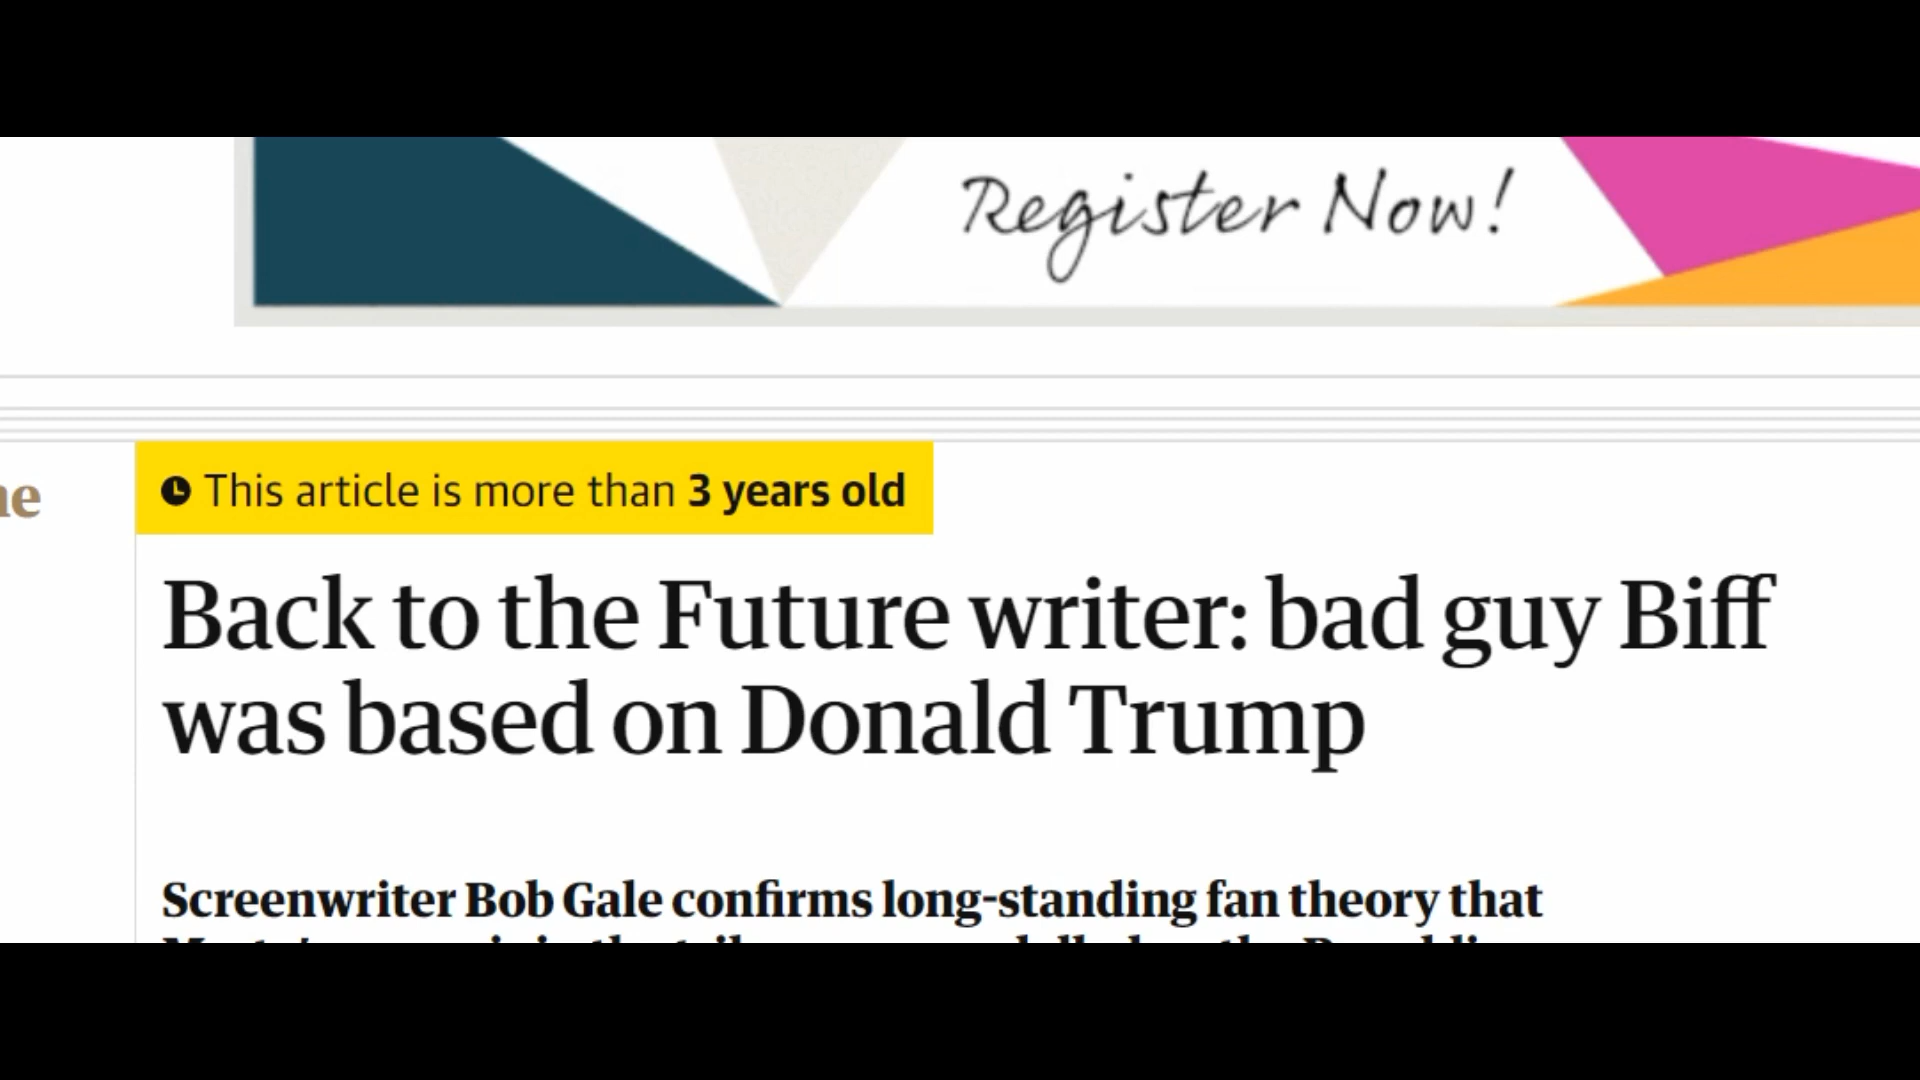 Register Now!
ne
This article is more than 3 years old
Back to the Future writer: bad guy Biff
was based on Donald Trump
Screenwriter Bob Gale confirms long-standing fan theory that